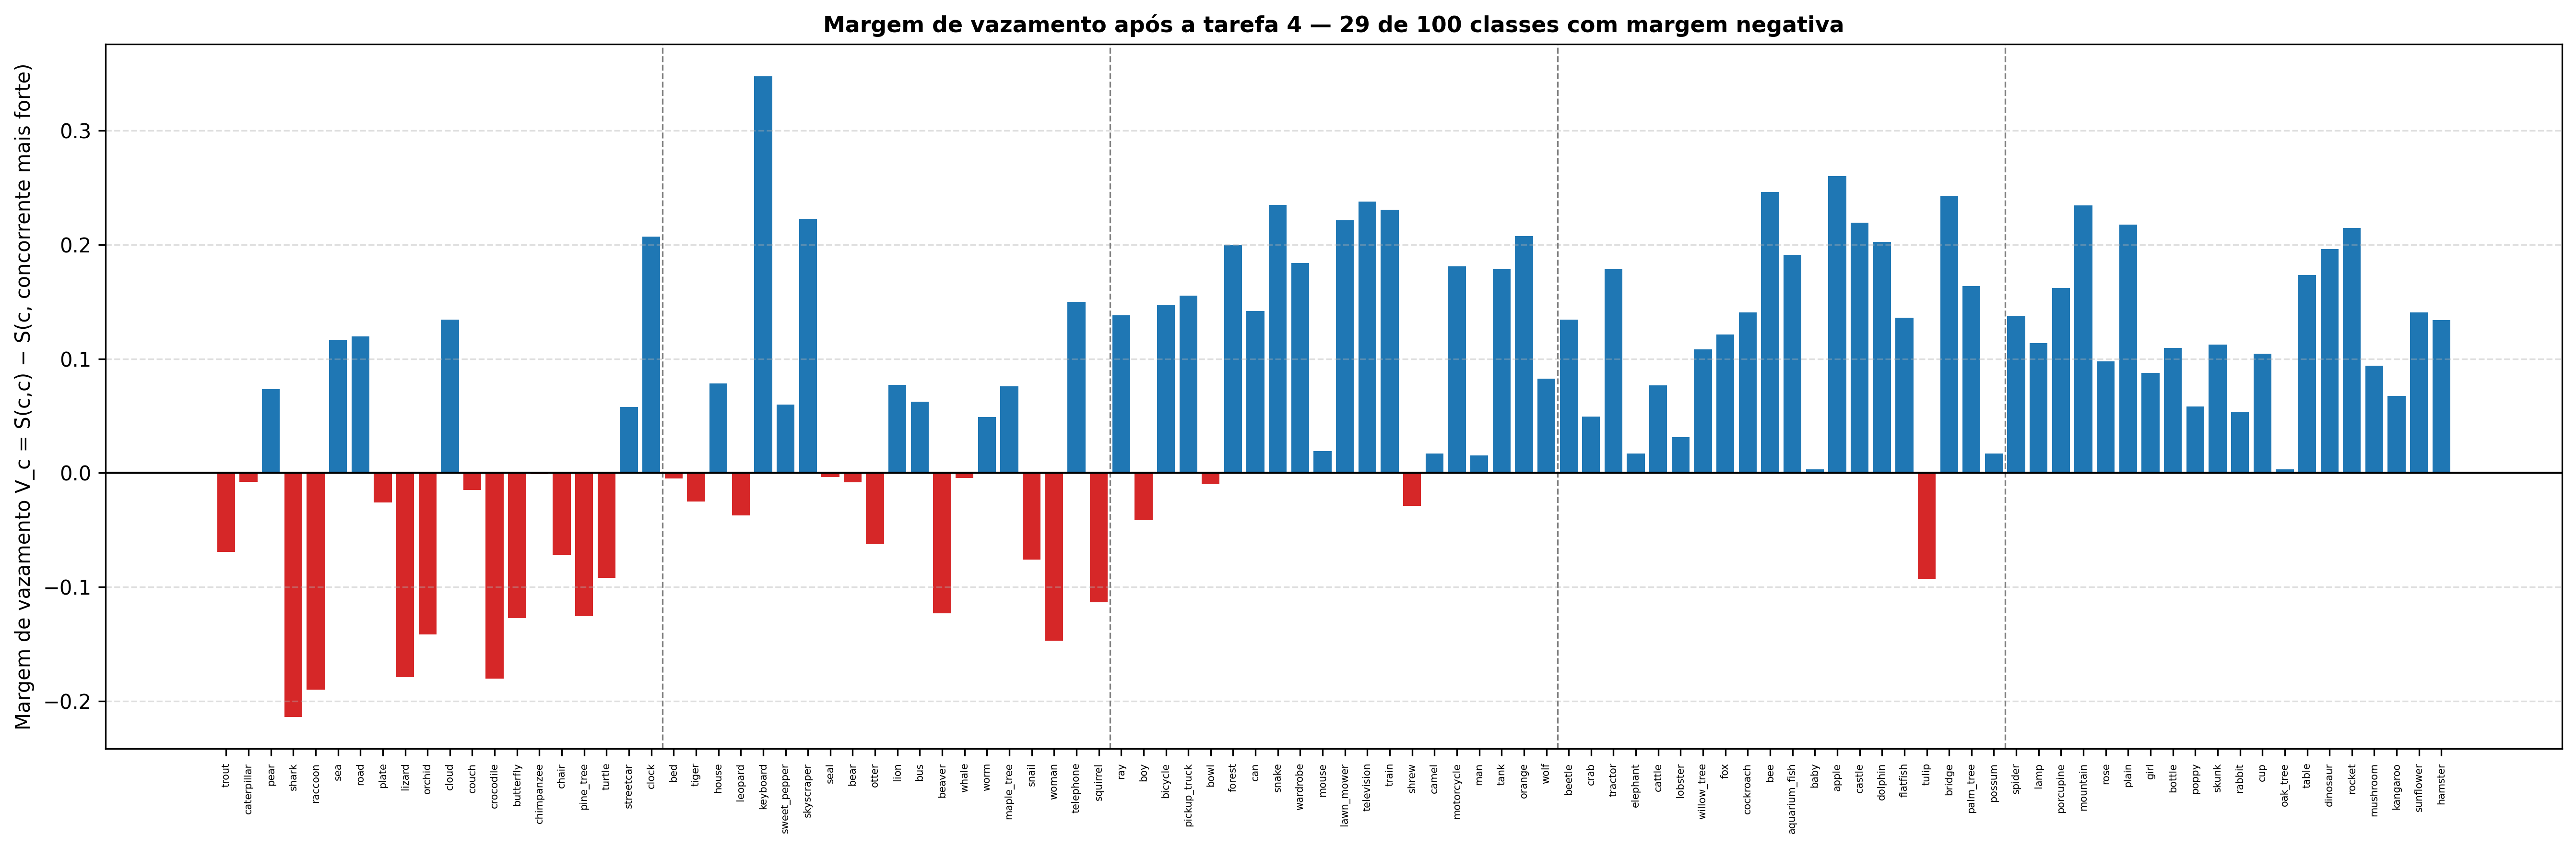 Margem de vazamento após a tarefa 4 — 29 de 100 classes com margem negativa
Margem de vazamento V_c = S(c,c) − S(c, concorrente mais forte)
0.3
0.2
0.1
0.0
−0.1
−0.2
trout
caterpillar
pear
shark
raccoon
sea
road
plate
lizard
orchid
cloud
couch
crocodile
butterfly
chimpanzee
chair
pine_tree
turtle
streetcar
clock
bed
tiger
house
leopard
keyboard
sweet_pepper
skyscraper
seal
bear
otter
lion
bus
beaver
whale
worm
maple_tree
snail
woman
telephone
squirrel
ray
boy
bicycle
pickup_truck
bowl
forest
can
snake
wardrobe
mouse
lawn_mower
television
train
shrew
camel
motorcycle
man
tank
orange
wolf
beetle
crab
tractor
elephant
cattle
lobster
willow_tree
fox
cockroach
bee
aquarium_fish
baby
apple
castle
dolphin
flatfish
tulip
bridge
palm_tree
possum
spider
lamp
porcupine
mountain
rose
plain
girl
bottle
poppy
skunk
rabbit
cup
oak_tree
table
dinosaur
rocket
mushroom
kangaroo
sunflower
hamster